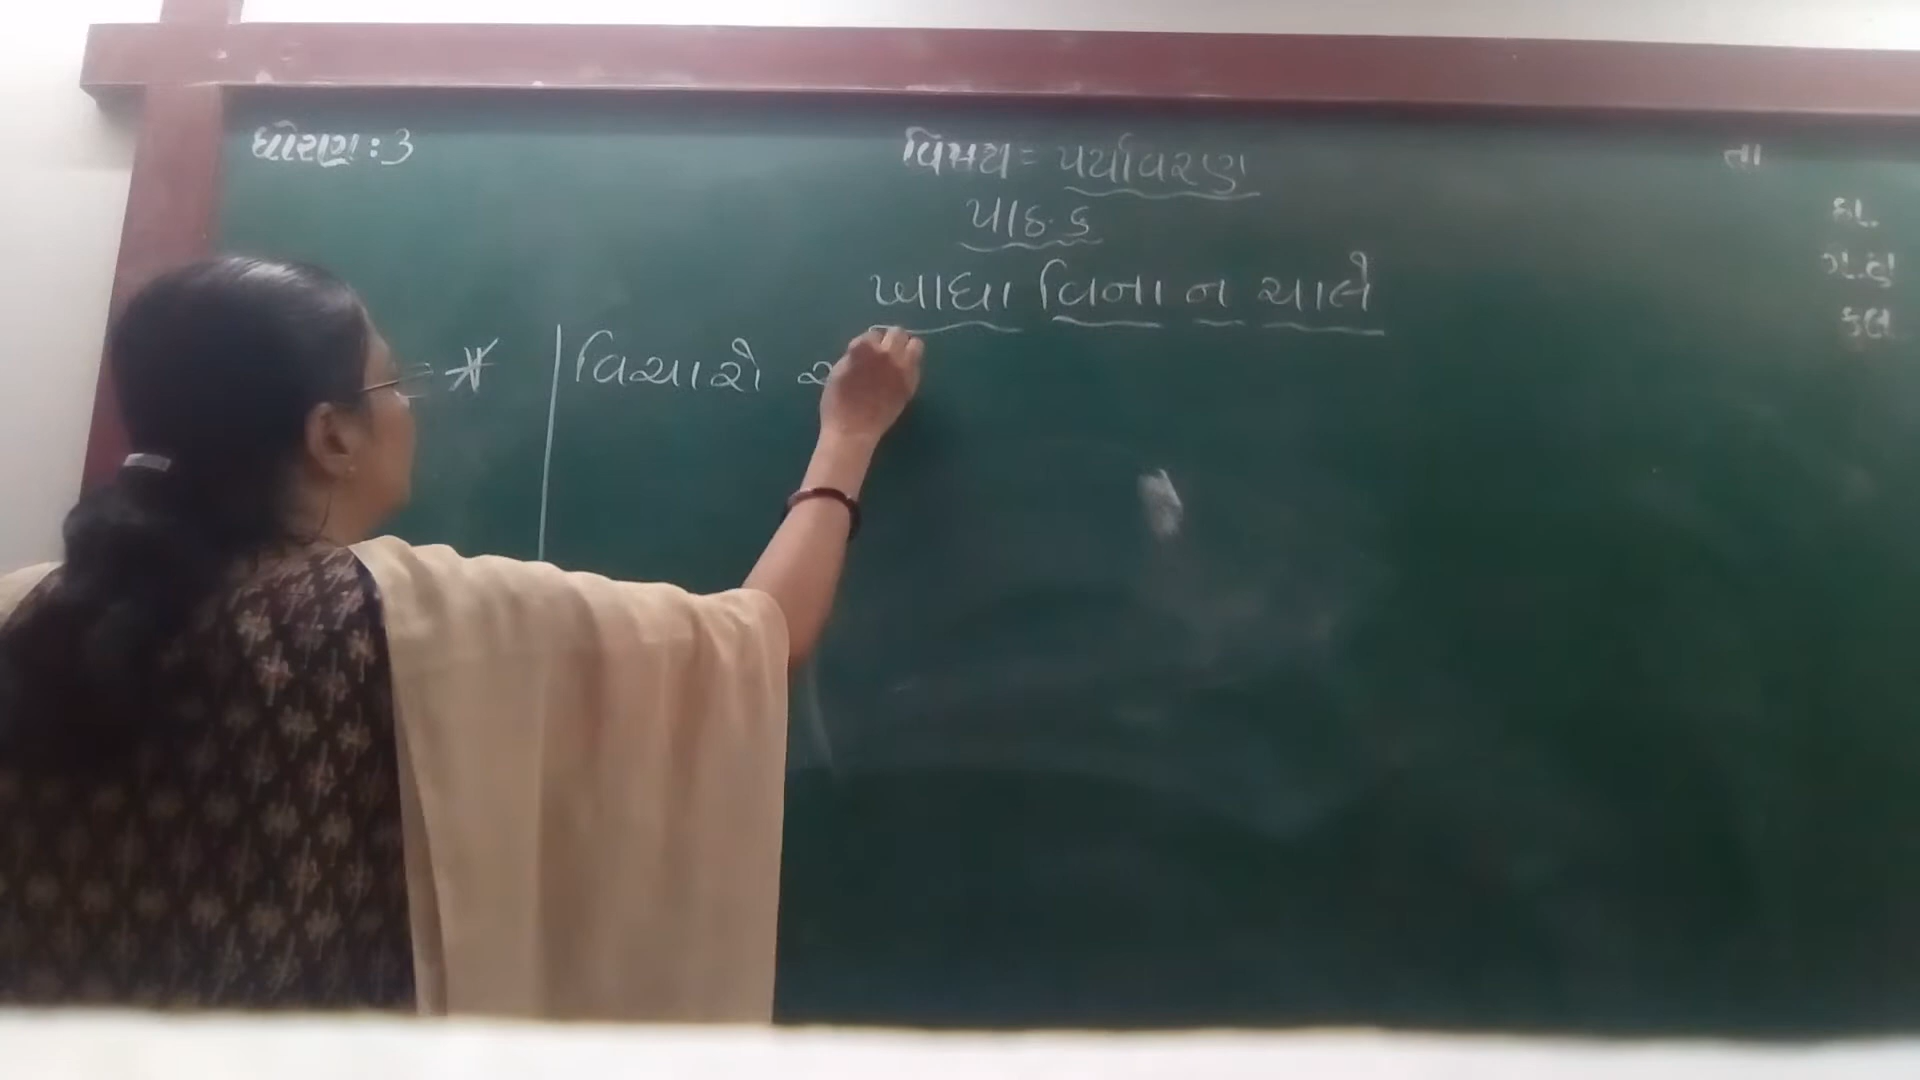 ધોરણ : 3
વિષય = પર્યાવરણ
તા
પાઠ. ૬
ખાધા વિના ન ચાલે
* વિચારો